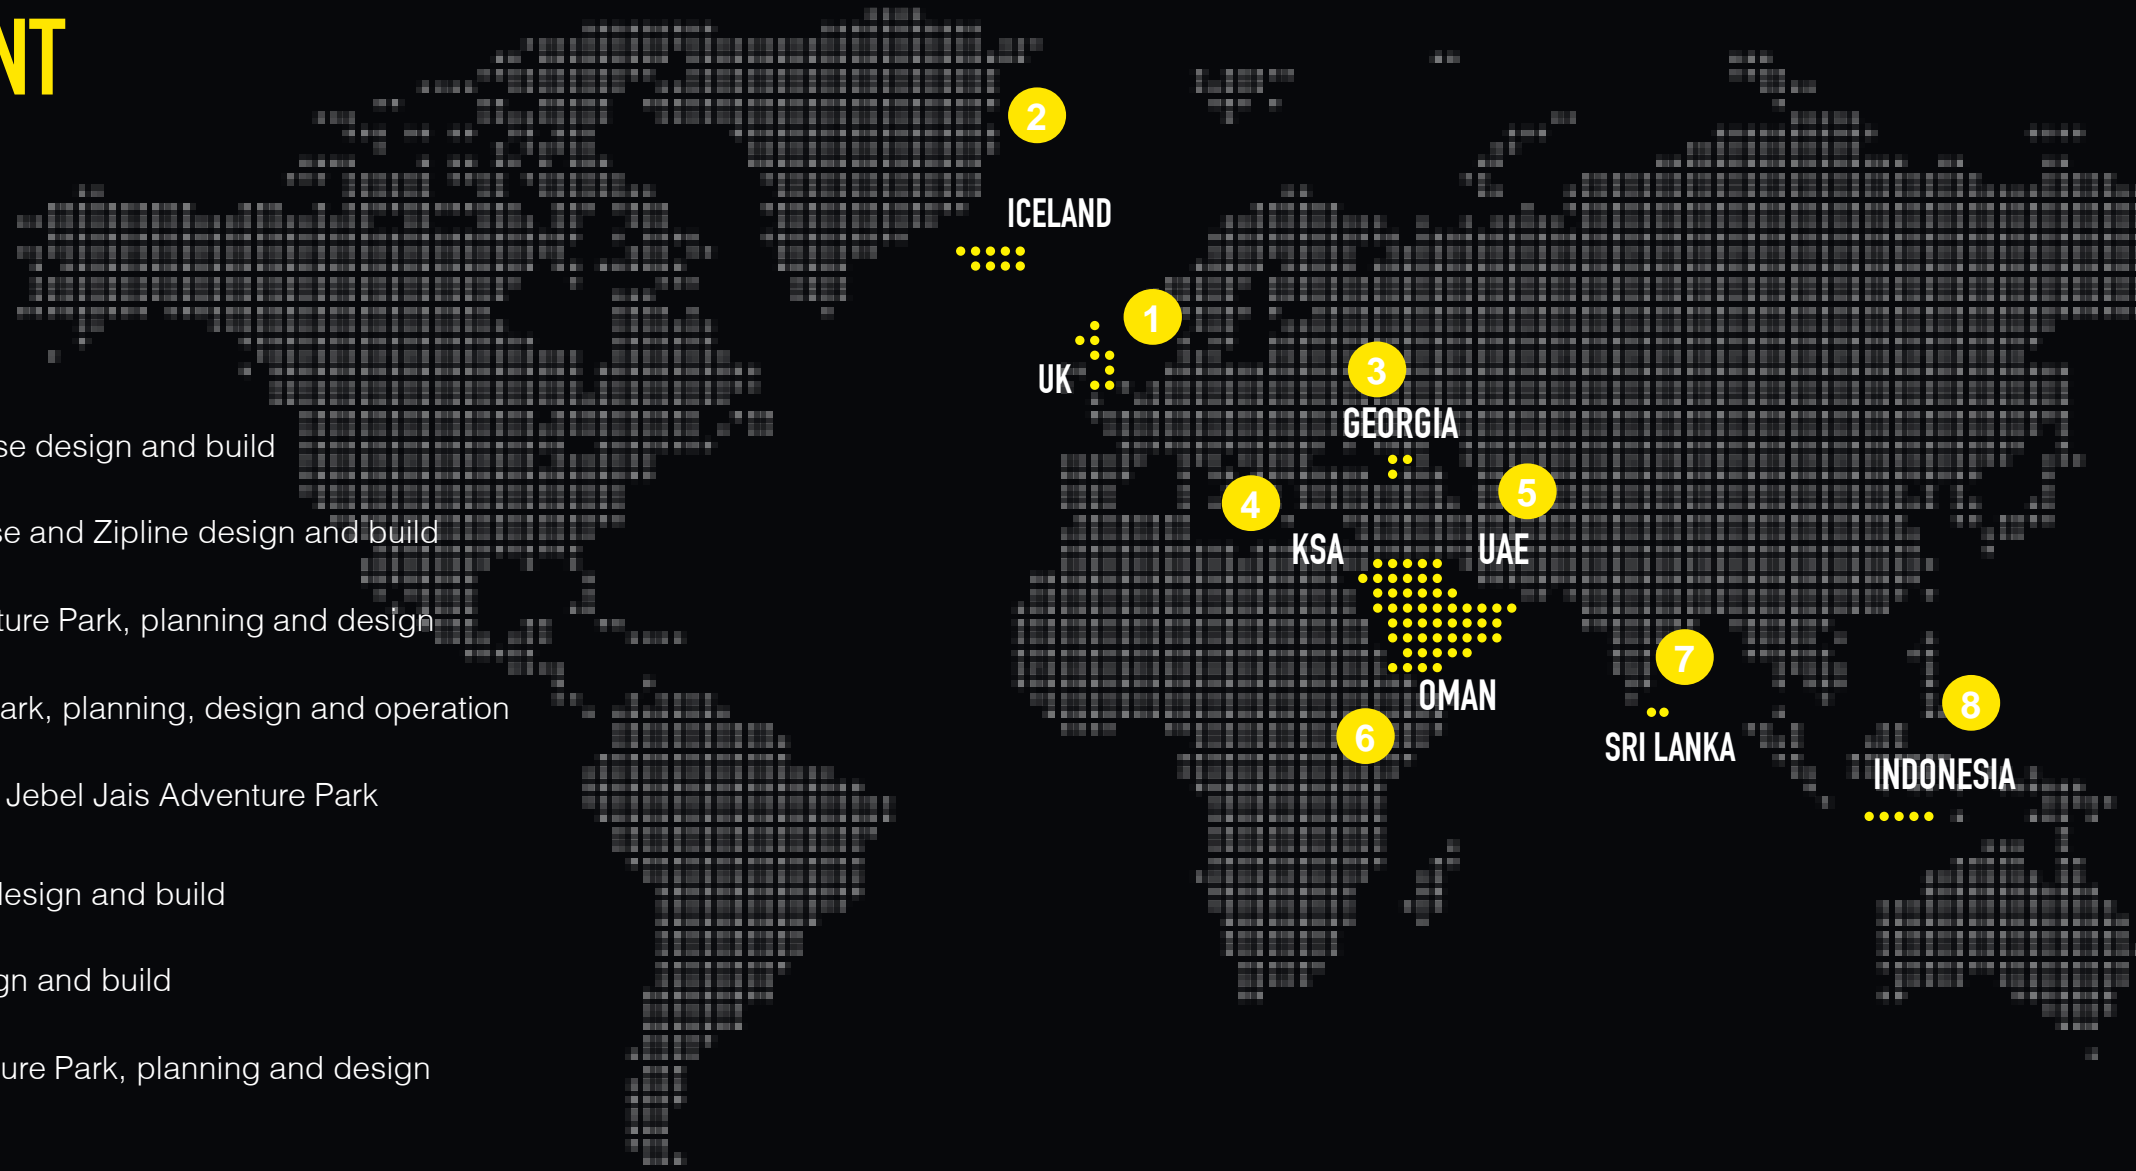 NT
2
ICELAND
1
UK
3
GEORGIA
4
5
KSA
UAE
7
OMAN
8
6
SRI LANKA
INDONESIA
se design and build
se and Zipline design and build
ture Park, planning and design
ark, planning, design and operation
Jebel Jais Adventure Park
design and build
gn and build
ure Park, planning and design